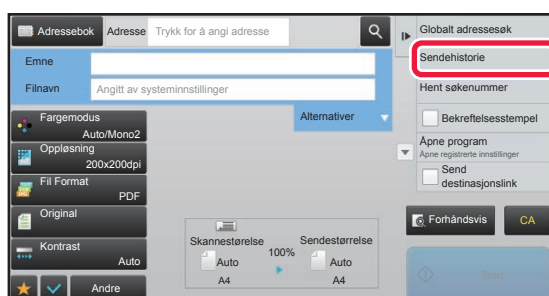 Adressebok Adresse Trykk for å angi adresse
Emne
Filnavn Angitt av systeminnstillinger
Alternativer
Fargemodus
Auto/Mono2
Oppløsning
200x200dpi
Fil Format
PDF
Original
Kontrast
Auto
Andre
Skannestørelse
100%
Sendestørrelse
Auto
A4
Auto
A4
Globalt adressesøk
Sendehistorie
Hent søkenummer
Bekreftelsesstempel
Åpne program
Åpne registrerte innstillinger
Send
destinasjonslink
Forhåndsvis
CA
Start